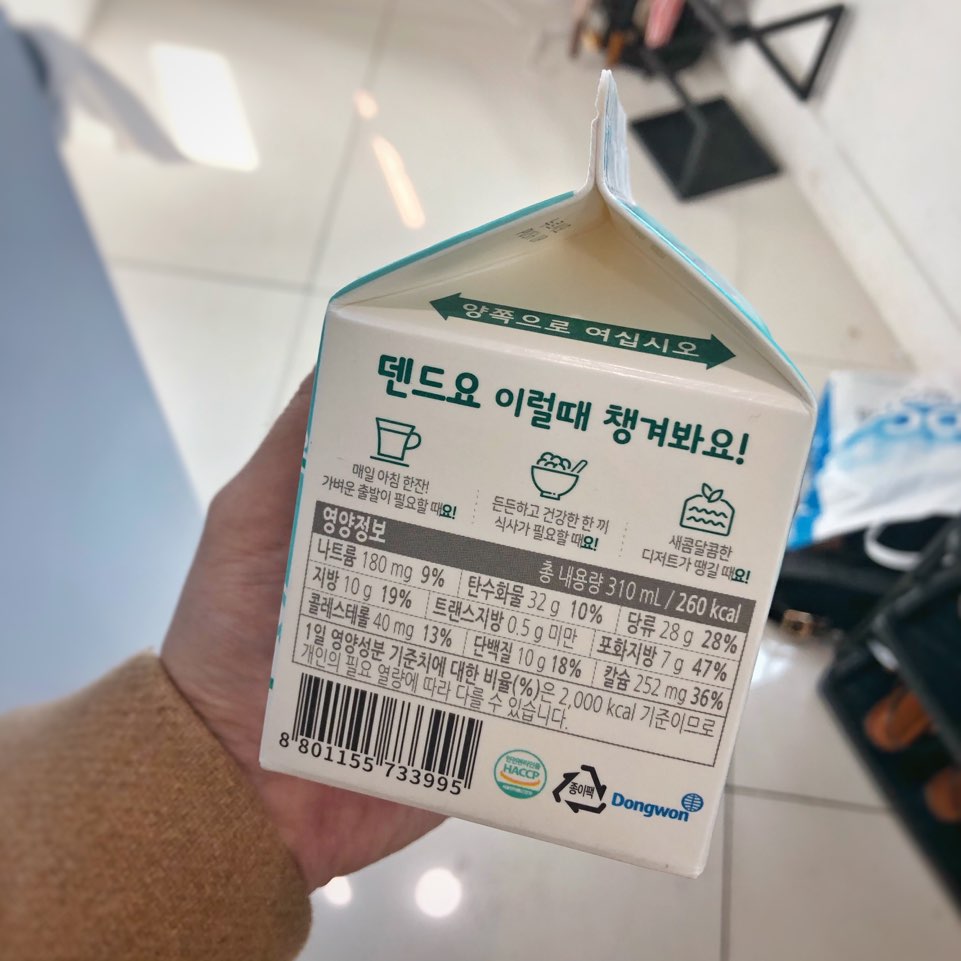 양쪽으로 여십시오
덴드요 이럴때 챙겨봐요!
매일 아침 한잔!
가벼운 출발이 필요할 때요!
든든하고 건강한 한 끼
식사가 필요할 때요!
새콤달콤한
디저트가 땡길 때요!
영양정보 총 내용량 310 mL / 260 kcal
나트륨 180 mg 9% 탄수화물 32 g 10% 당류 28 g 28%
지방 10 g 19% 트랜스지방 0.5 g 미만 포화지방 7 g 47%
콜레스테롤 40 mg 13% 단백질 10 g 18% 칼슘 252 mg 36%
1일 영양성분 기준치에 대한 비율(%)은 2,000 kcal 기준이므로
개인의 필요 열량에 따라 다를 수 있습니다.
8 801155 733995
HACCP
종이팩
Dongwon